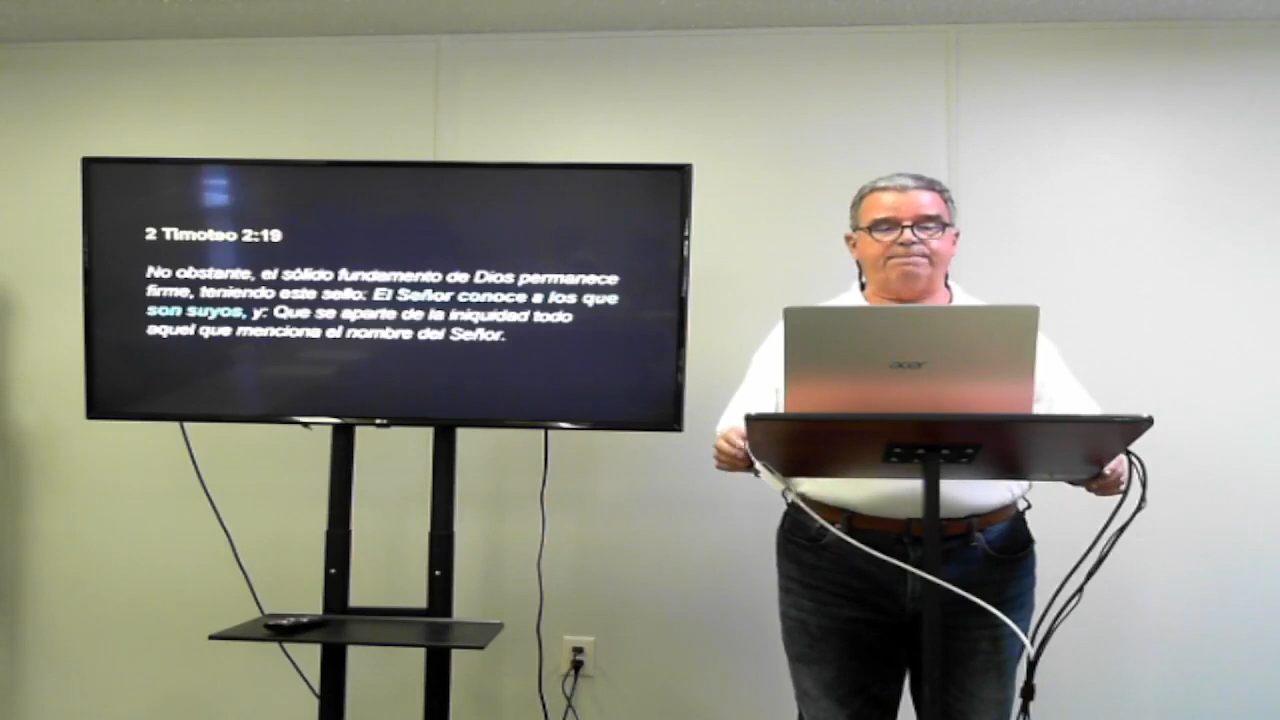 2 Timoteo 2:19
No obstante, el sólido fundamento de Dios permanece
firme, teniendo este sello: El Señor conoce a los que
son suyos, y: Que se aparte de la iniquidad todo
aquel que menciona el nombre del Señor.
acer